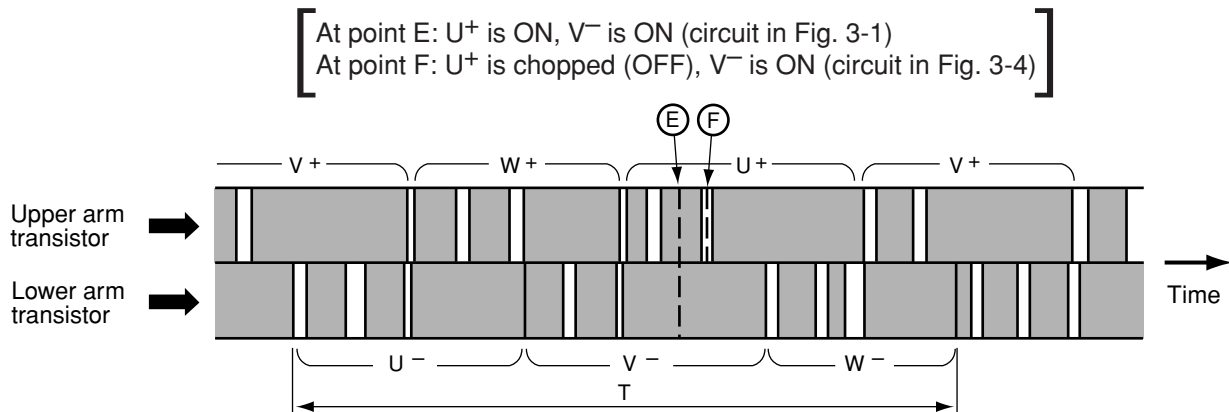 At point E: U+ is ON, V− is ON (circuit in Fig. 3-1)
At point F: U+ is chopped (OFF), V− is ON (circuit in Fig. 3-4)
E F
V+ W+ U+ V+
Upper arm
transistor
Lower arm
transistor
Time
U− V− W−
T